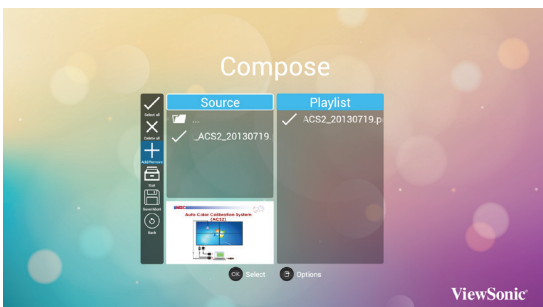 Compose
Source
Playlist
Select all
Delete all
Add/Remove
Sort
Save/Start
Back
...
_ACS2_20130719.
ACS2_20130719.p
Auto Color Calibration System
(ACS2)
OK Select
Options
ViewSonic